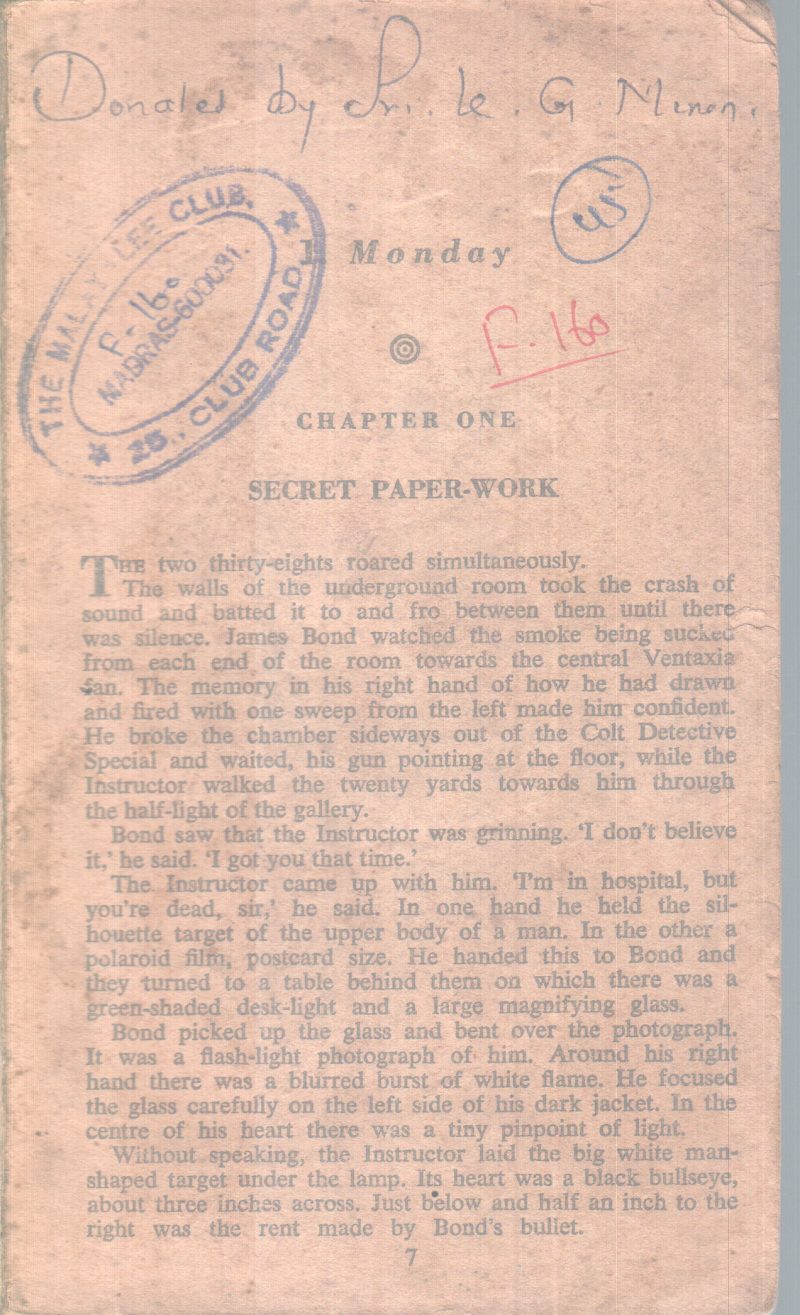 Donated by Sri. K. G Menon.
45/-
THE MALAYALEE CLUB.
F-160
MADRAS-600031.
25., CLUB ROAD
1 Monday
F. 160
CHAPTER ONE
SECRET PAPER-WORK
THE two thirty-eights roared simultaneously.
The walls of the underground room took the crash of
sound and batted it to and fro between them until there
was silence. James Bond watched the smoke being sucked
from each end of the room towards the central Ventaxia
fan. The memory in his right hand of how he had drawn
and fired with one sweep from the left made him confident.
He broke the chamber sideways out of the Colt Detective
Special and waited, his gun pointing at the floor, while the
Instructor walked the twenty yards towards him through
the half-light of the gallery.
Bond saw that the Instructor was grinning. ‘I don’t believe
it,’ he said. ‘I got you that time.’
The Instructor came up with him. ‘I’m in hospital, but
you’re dead, sir,’ he said. In one hand he held the sil-
houette target of the upper body of a man. In the other a
polaroid film, postcard size. He handed this to Bond and
they turned to a table behind them on which there was a
green-shaded desk-light and a large magnifying glass.
Bond picked up the glass and bent over the photograph.
It was a flash-light photograph of him. Around his right
hand there was a blurred burst of white flame. He focused
the glass carefully on the left side of his dark jacket. In the
centre of his heart there was a tiny pinpoint of light.
Without speaking, the Instructor laid the big white man-
shaped target under the lamp. Its heart was a black bullseye,
about three inches across. Just below and half an inch to the
right was the rent made by Bond’s bullet.
7